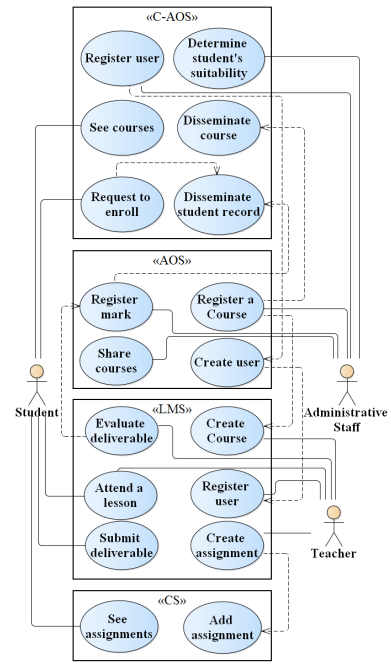 «C-AOS»
Register user
Determine
student's
suitability
See courses
Disseminate
course
Request to
enroll
Disseminate
student record
«AOS»
Register
mark
Register a
Course
Share
courses
Create user
Student
Administrative
Staff
«LMS»
Evaluate
deliverable
Create
Course
Attend a
lesson
Register
user
Submit
deliverable
Create
assignment
Teacher
«CS»
See
assignments
Add
assignment